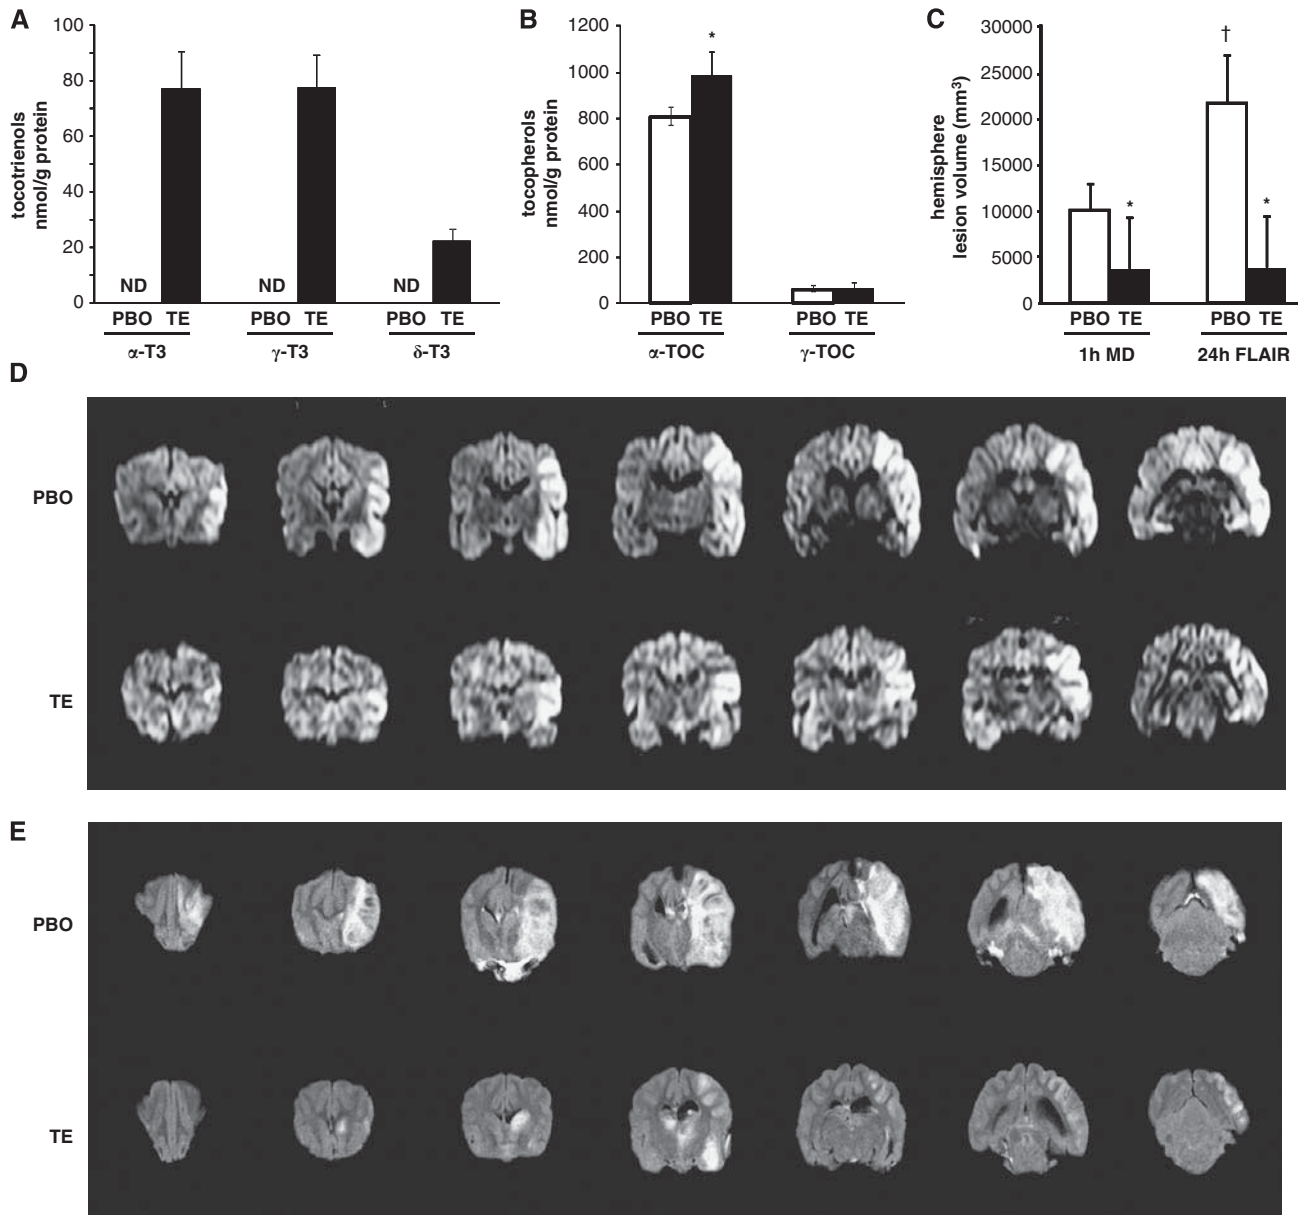 A
tocotrienols
nmol/g protein
100
80
60
40
20
0
ND
ND
ND
PBO TE
PBO TE
PBO TE
α-T3
γ-T3
δ-T3
B
tocopherols
nmol/g protein
1200
1000
800
600
400
200
0
*
PBO TE
PBO TE
α-TOC
γ-TOC
C
hemisphere
lesion volume (mm³)
30000
25000
20000
15000
10000
5000
0
*
†
*
PBO TE
PBO TE
1h MD
24h FLAIR
D
PBO
TE
E
PBO
TE